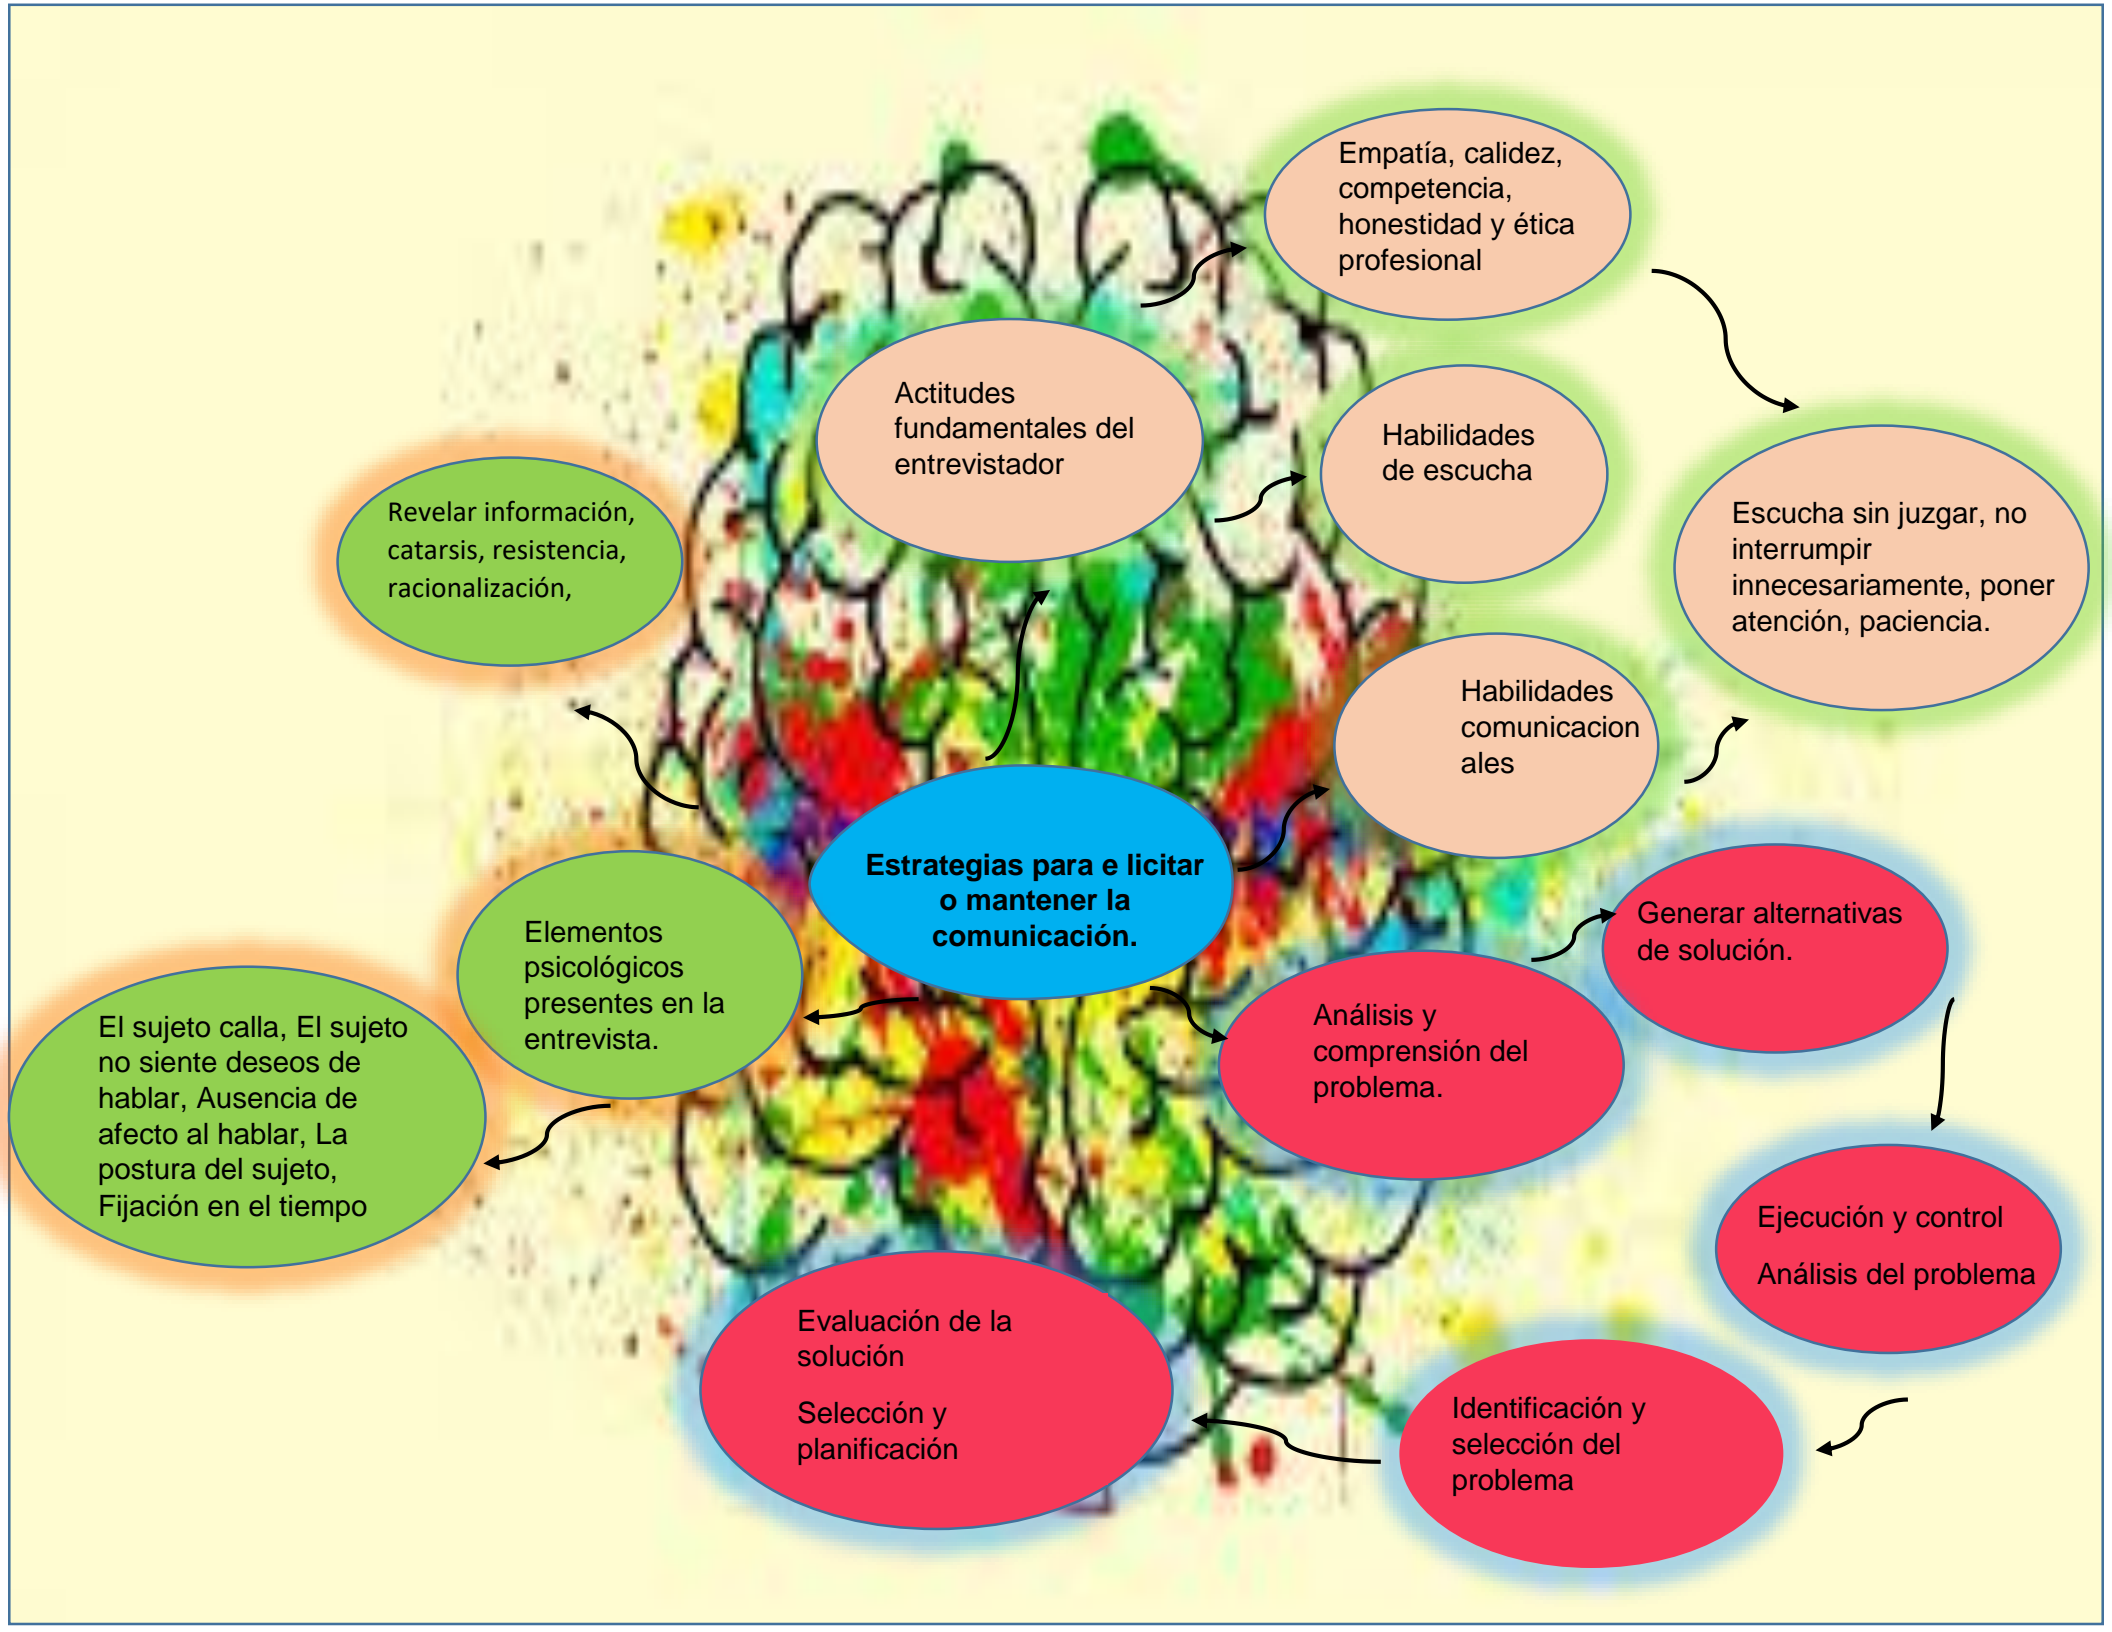 Empatía, calidez,
competencia,
honestidad y ética
profesional
Actitudes
fundamentales del
entrevistador
Habilidades
de escucha
Revelar información,
catarsis, resistencia,
racionalización,
Escucha sin juzgar, no
interrumpir
innecesariamente, poner
atención, paciencia.
Habilidades
comunicacion
ales
Estrategias para e licitar
o mantener la
comunicación.
Generar alternativas
de solución.
Elementos
psicológicos
presentes en la
entrevista.
Análisis y
comprensión del
problema.
El sujeto calla, El sujeto
no siente deseos de
hablar, Ausencia de
afecto al hablar, La
postura del sujeto,
Fijación en el tiempo
Ejecución y control
Análisis del problema
Evaluación de la
solución
Selección y
planificación
Identificación y
selección del
problema